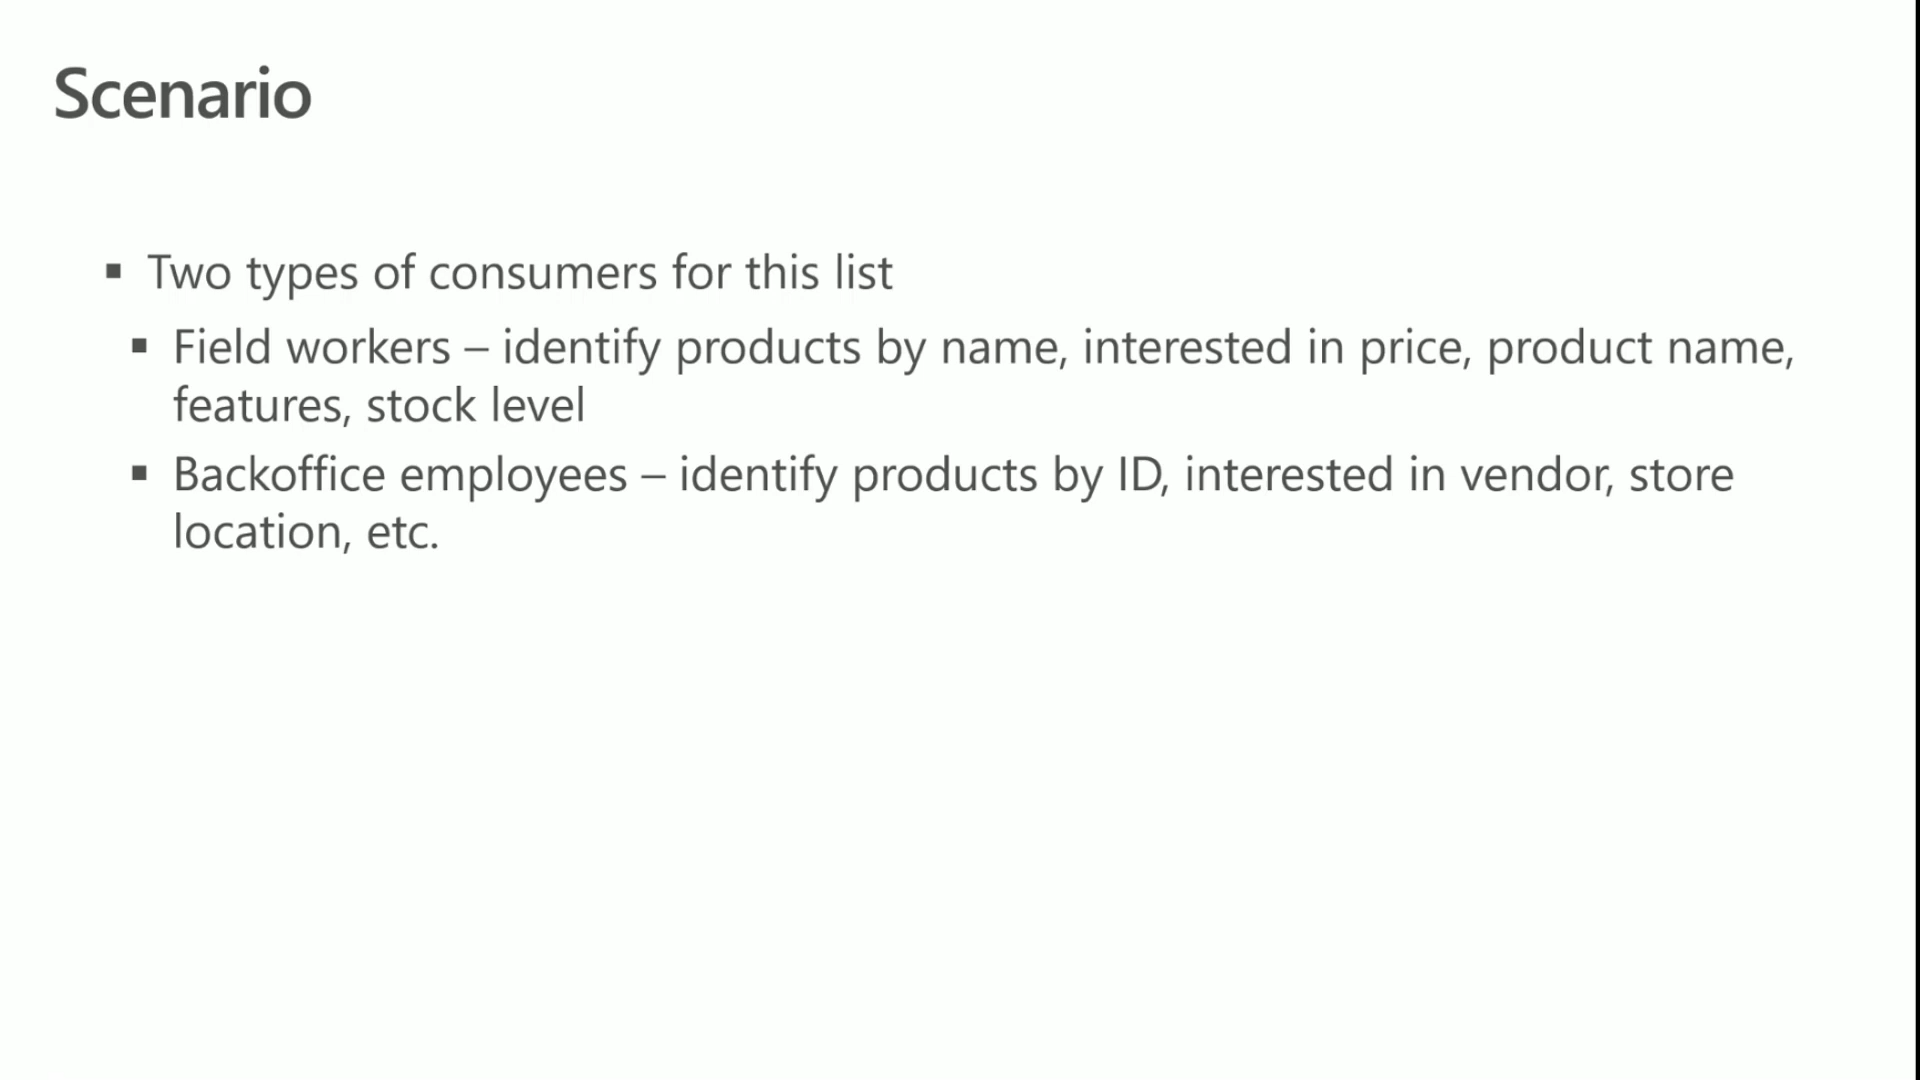 Scenario
▪ Two types of consumers for this list
▪ Field workers – identify products by name, interested in price, product name,
features, stock level
▪ Backoffice employees – identify products by ID, interested in vendor, store
location, etc.